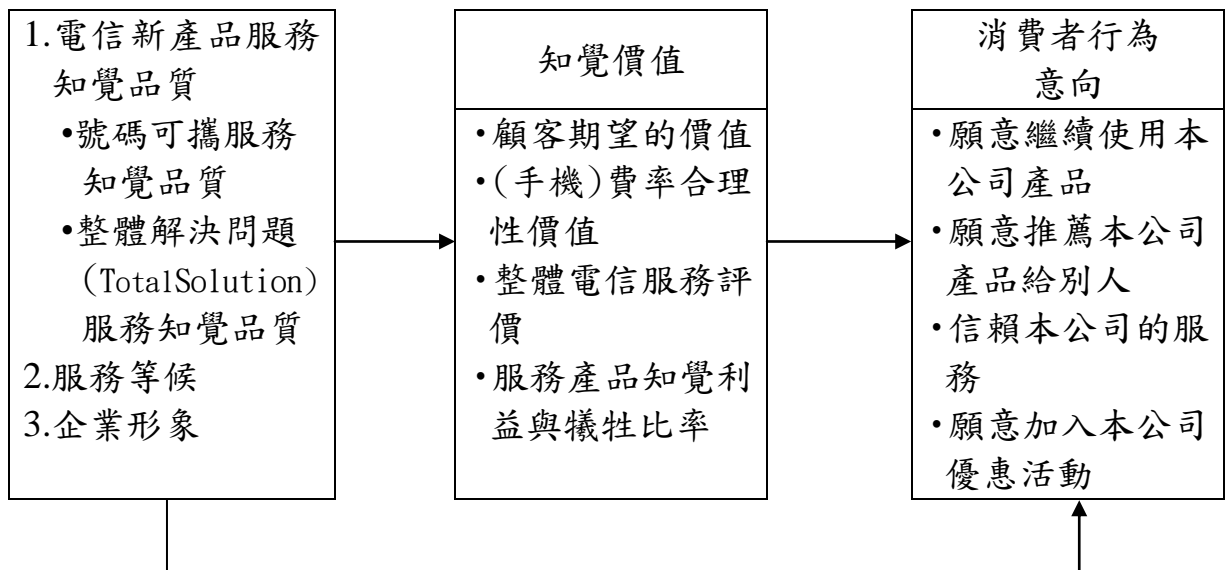 1.電信新產品服務
知覺品質
•號碼可攜服務
知覺品質
•整體解決問題
(TotalSolution)
服務知覺品質
2.服務等候
3.企業形象
知覺價值
•顧客期望的價值
•(手機)費率合理
性價值
•整體電信服務評
價
•服務產品知覺利
益與犧牲比率
消費者行為
意向
•願意繼續使用本
公司產品
•願意推薦本公司
產品給別人
•信賴本公司的服
務
•願意加入本公司
優惠活動